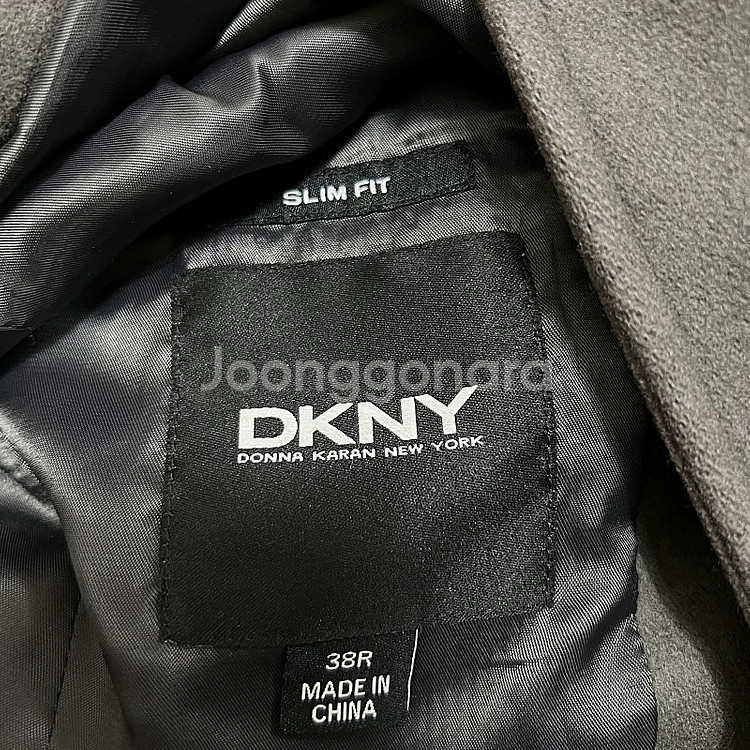 SLIM FIT
Joonggonara
DKNY
DONNA KARAN NEW YORK
38R
MADE IN
CHINA